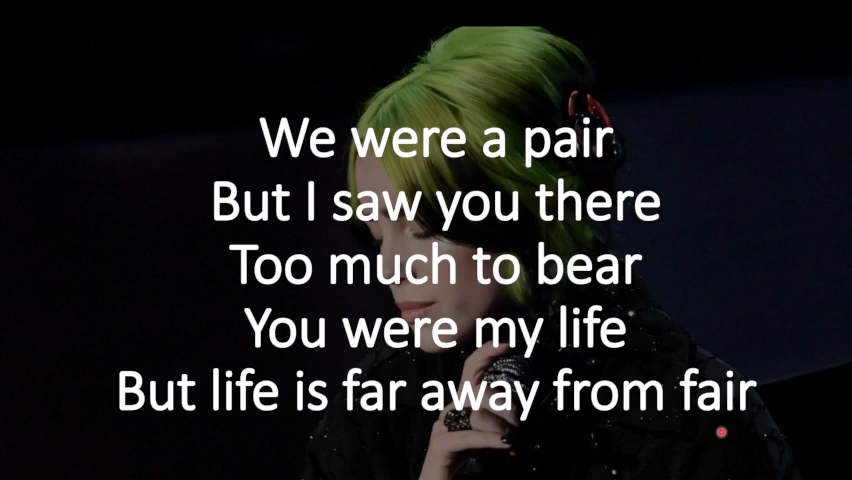 We were a pair
But I saw you there
Too much to bear
You were my life
But life is far away from fair